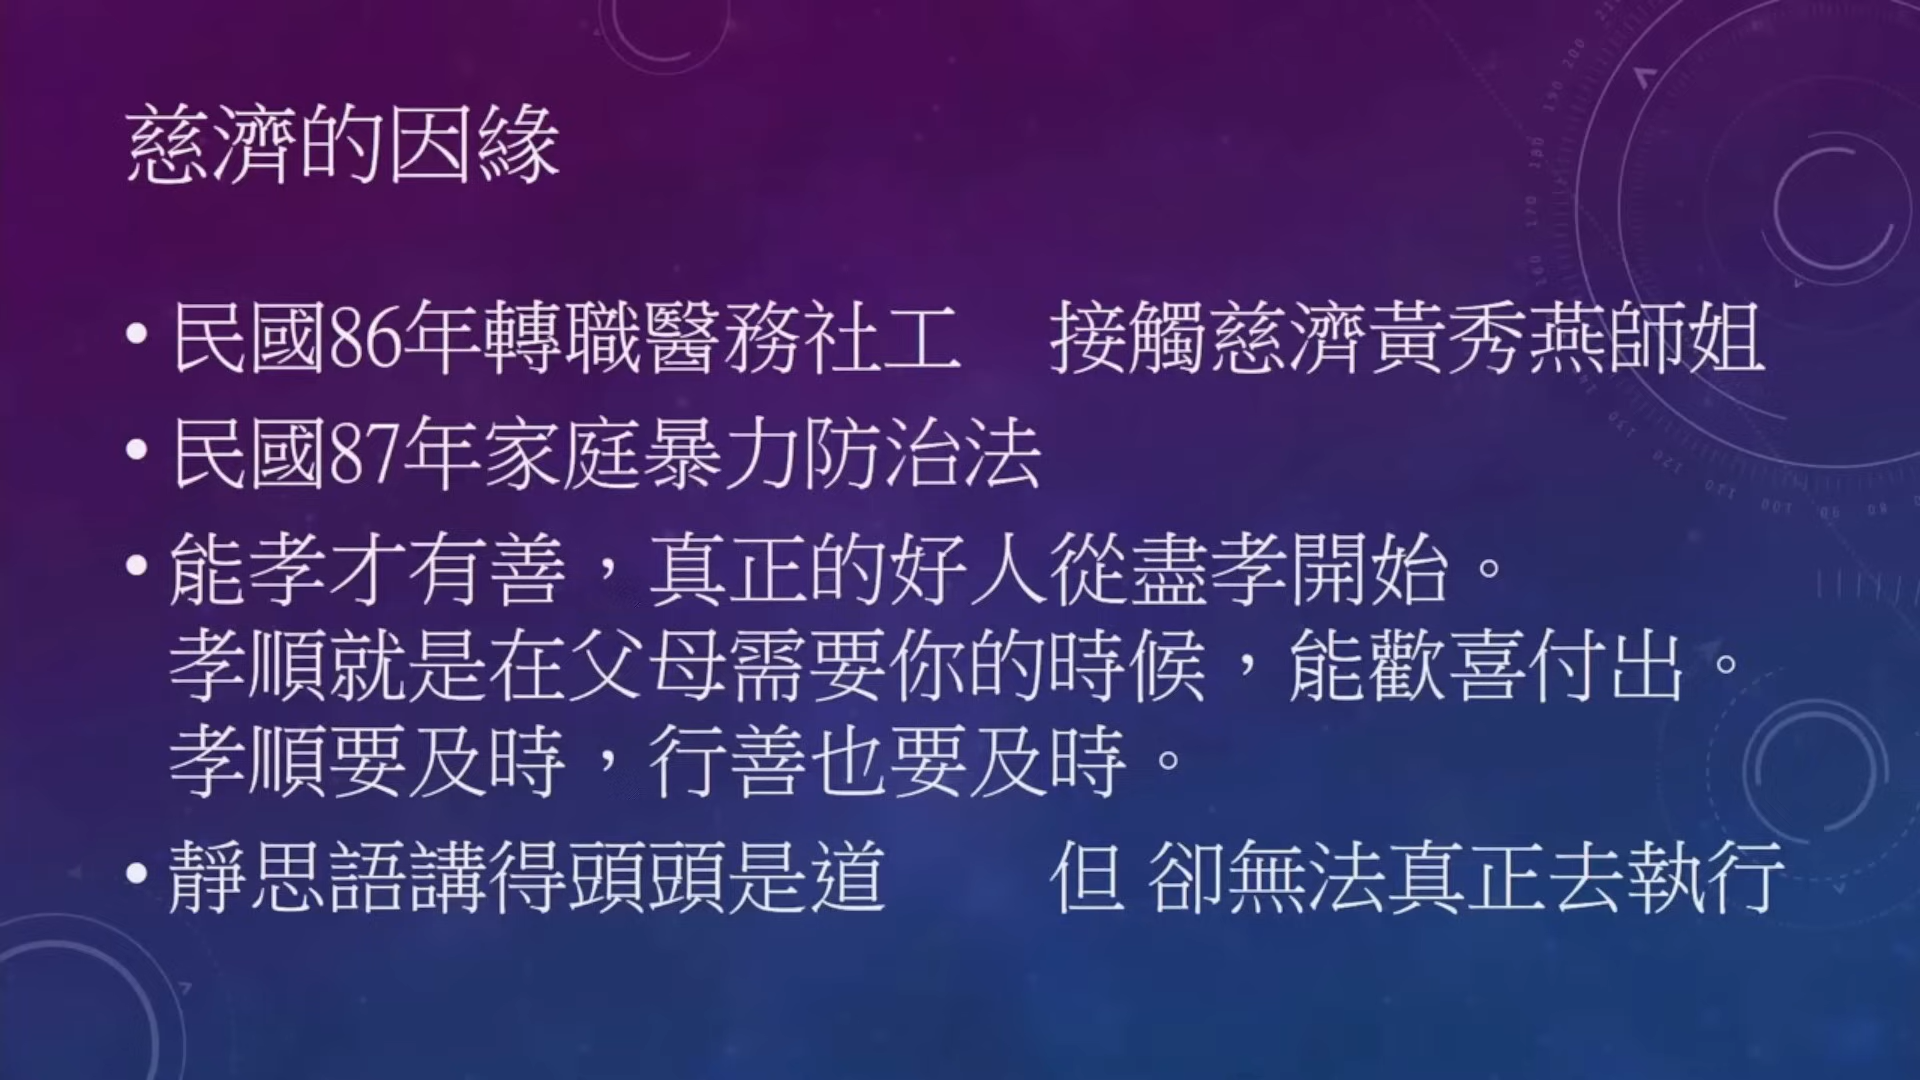 慈濟的因緣
• 民國86年轉職醫務社工　接觸慈濟黃秀燕師姐
• 民國87年家庭暴力防治法
• 能孝才有善，真正的好人從盡孝開始。
孝順就是在父母需要你的時候，能歡喜付出。
孝順要及時，行善也要及時。
• 靜思語講得頭頭是道　　但 卻無法真正去執行